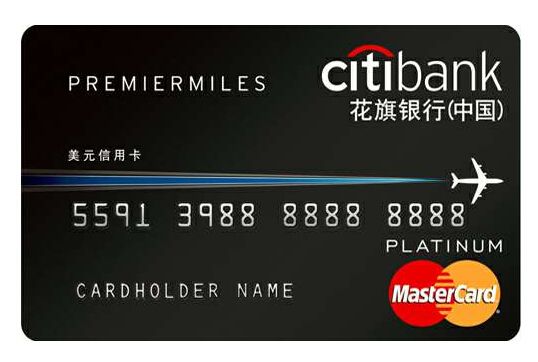 PREMIERMILES
citibank
花旗银行(中国)
美元信用卡
5591 3988 8888 8888
PLATINUM
CARDHOLDER NAME
MasterCard